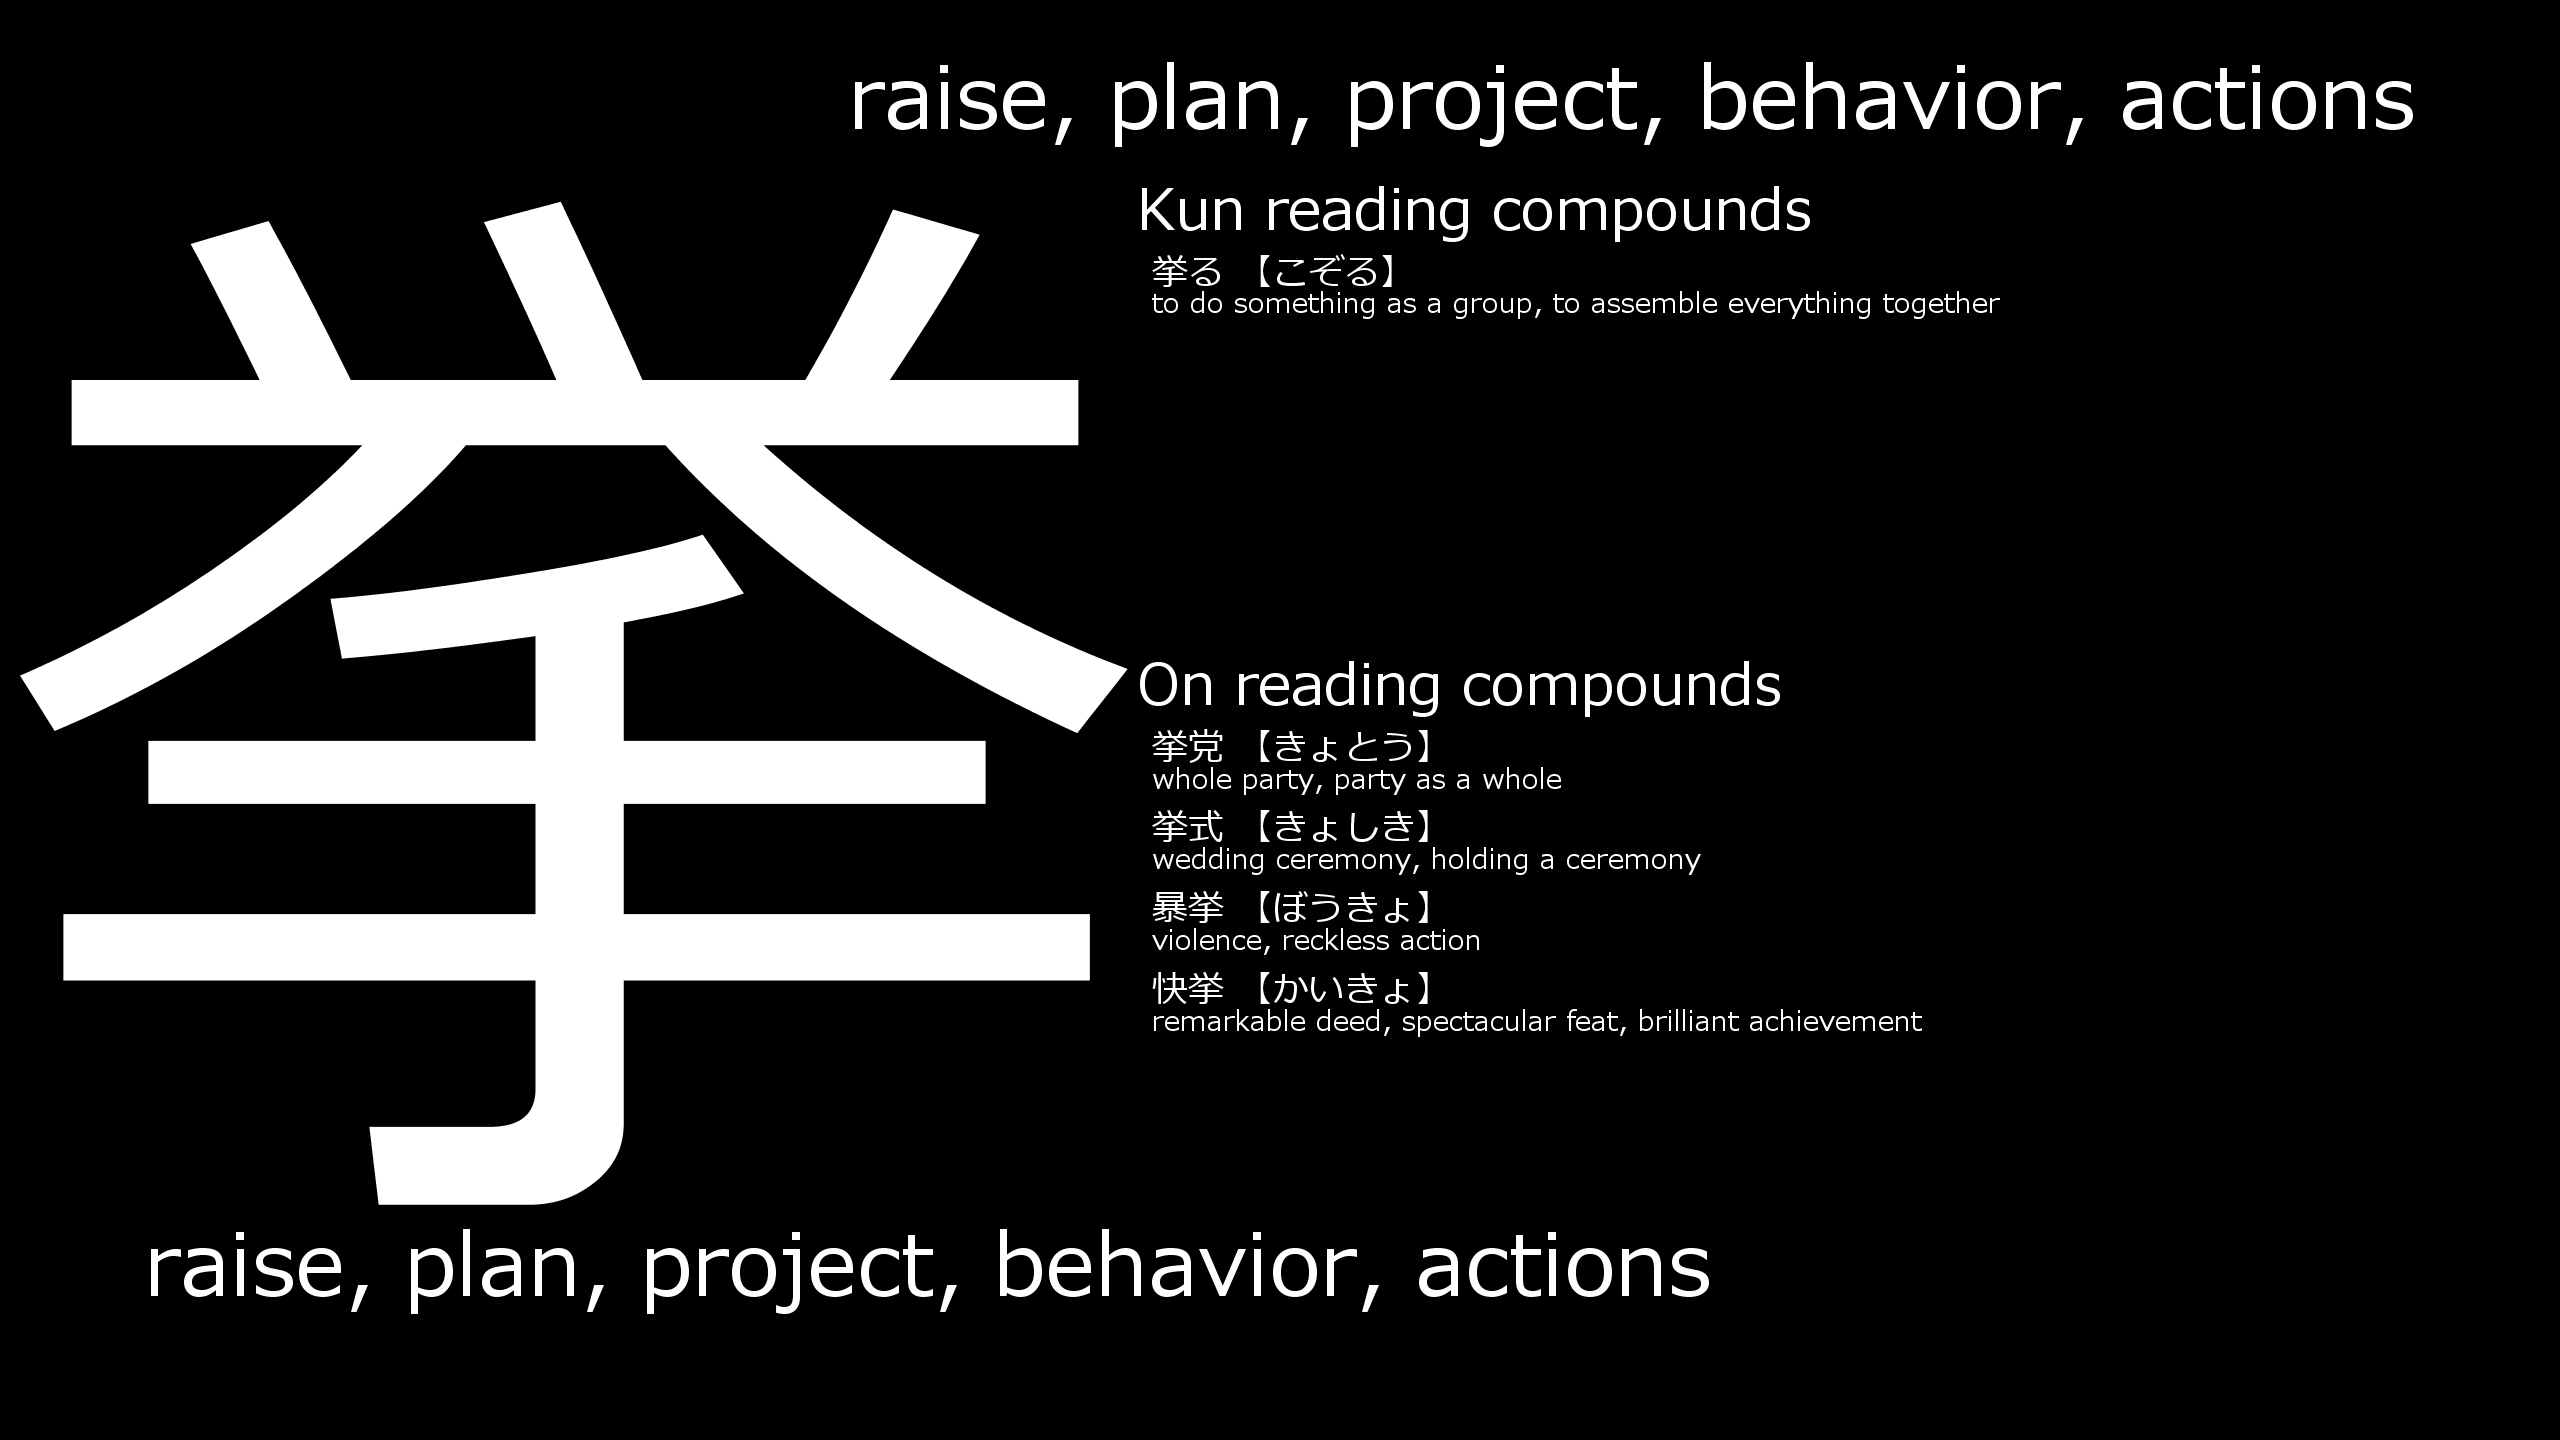 raise, plan, project, behavior, actions
挙
Kun reading compounds
挙る 【こぞる】
to do something as a group, to assemble everything together
On reading compounds
挙党 【きょとう】
whole party, party as a whole
挙式 【きょしき】
wedding ceremony, holding a ceremony
暴挙 【ぼうきょ】
violence, reckless action
快挙 【かいきょ】
remarkable deed, spectacular feat, brilliant achievement
raise, plan, project, behavior, actions